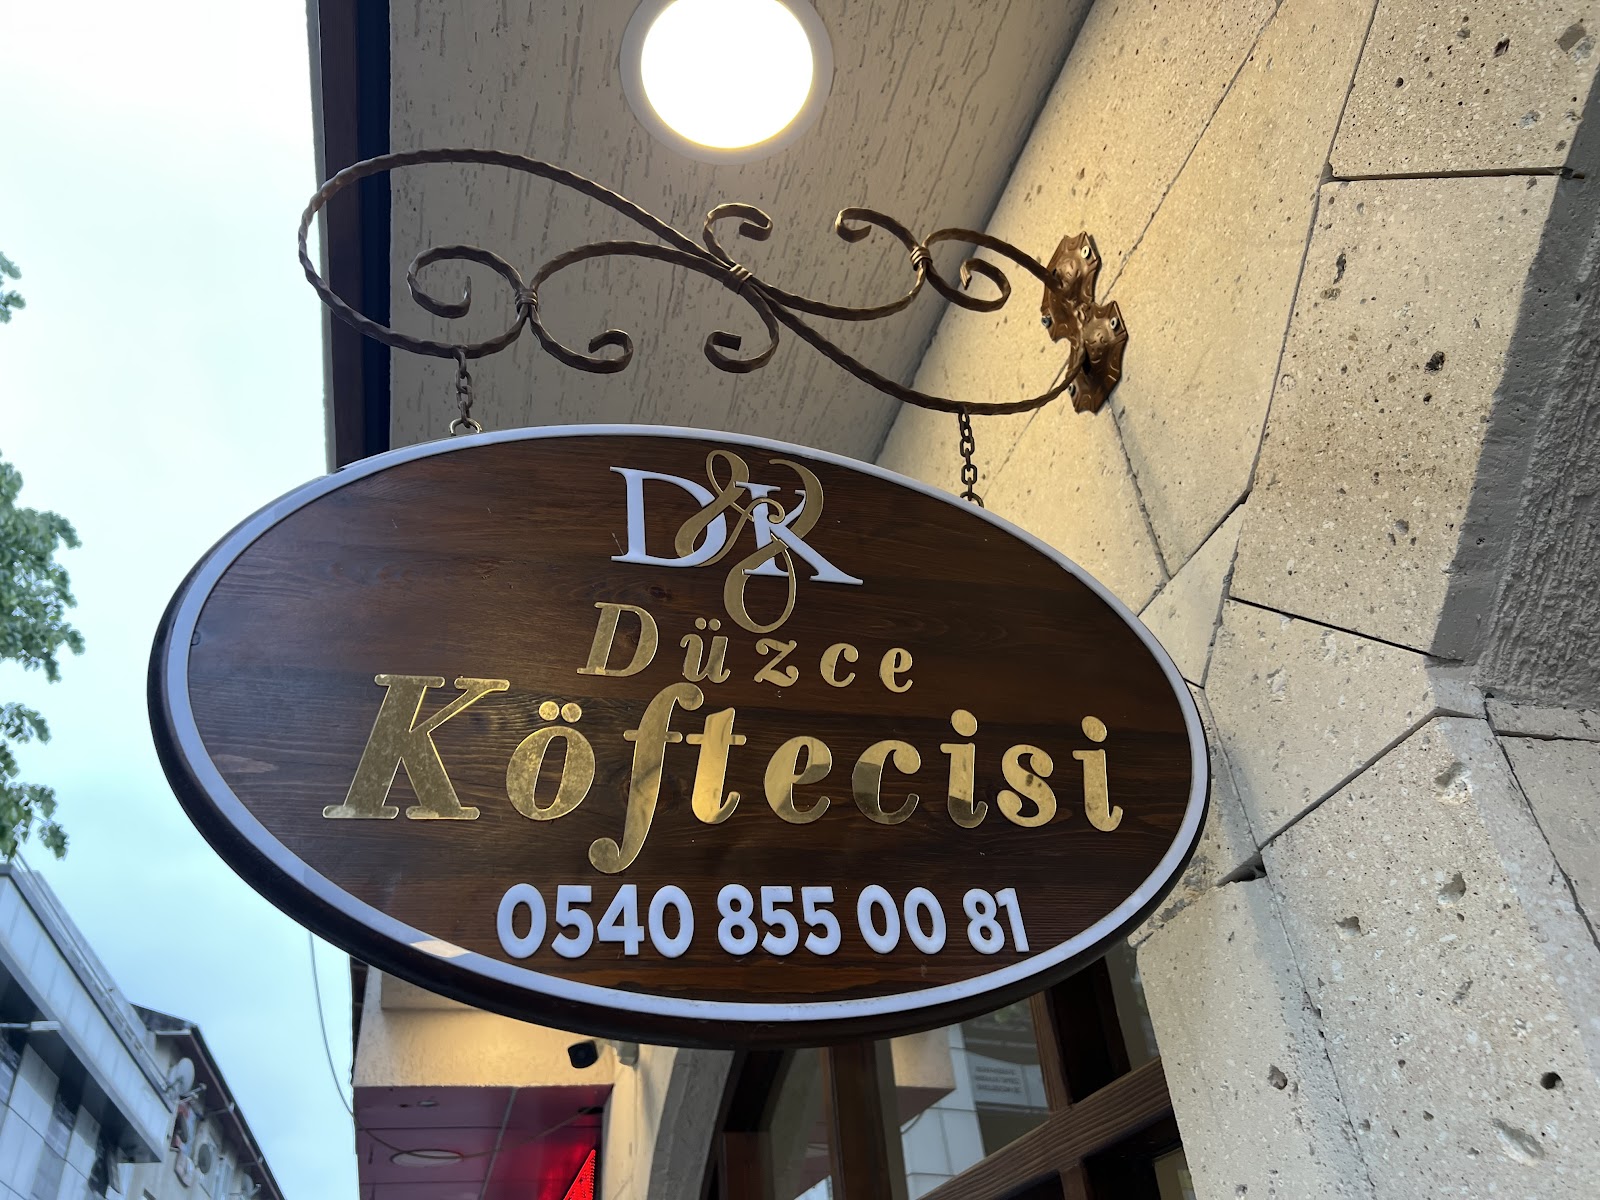 D&K
Düzce
Köftecisi
0540 855 00 81